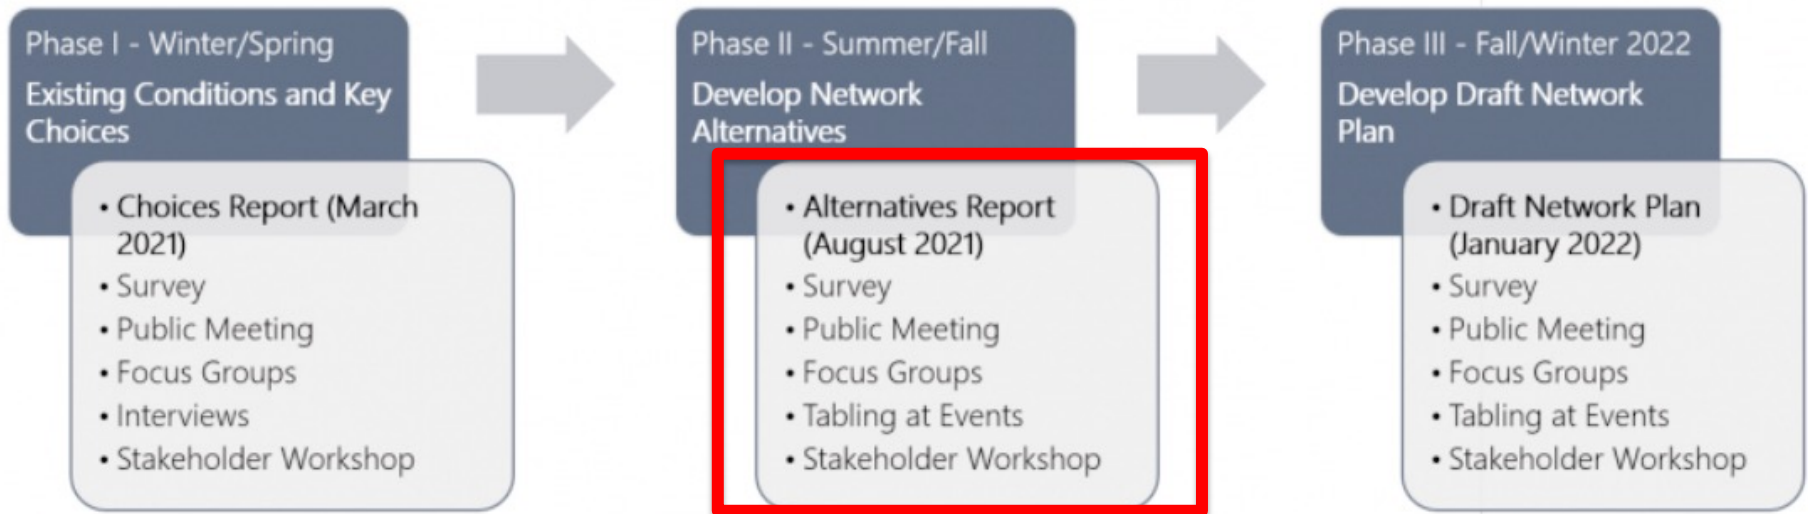 Phase I - Winter/Spring
Existing Conditions and Key
Choices
• Choices Report (March
2021)
• Survey
• Public Meeting
• Focus Groups
• Interviews
• Stakeholder Workshop
Phase II - Summer/Fall
Develop Network
Alternatives
• Alternatives Report
(August 2021)
• Survey
• Public Meeting
• Focus Groups
• Tabling at Events
• Stakeholder Workshop
Phase III - Fall/Winter 2022
Develop Draft Network
Plan
• Draft Network Plan
(January 2022)
• Survey
• Public Meeting
• Focus Groups
• Tabling at Events
• Stakeholder Workshop